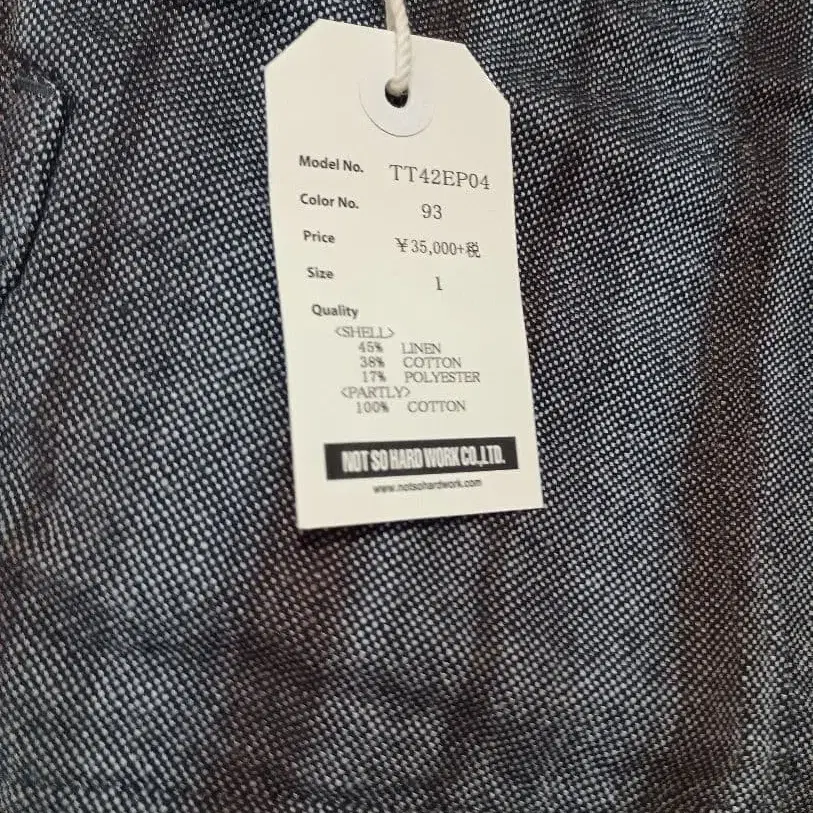 Model No. TT42EP04
Color No. 93
Price ￥35,000+税
Size 1
Quality
<SHELL>
45% LINEN
38% COTTON
17% POLYESTER
<PARTLY>
100% COTTON
NOT SO HARD WORK CO.,LTD.
www.notsohardwork.com